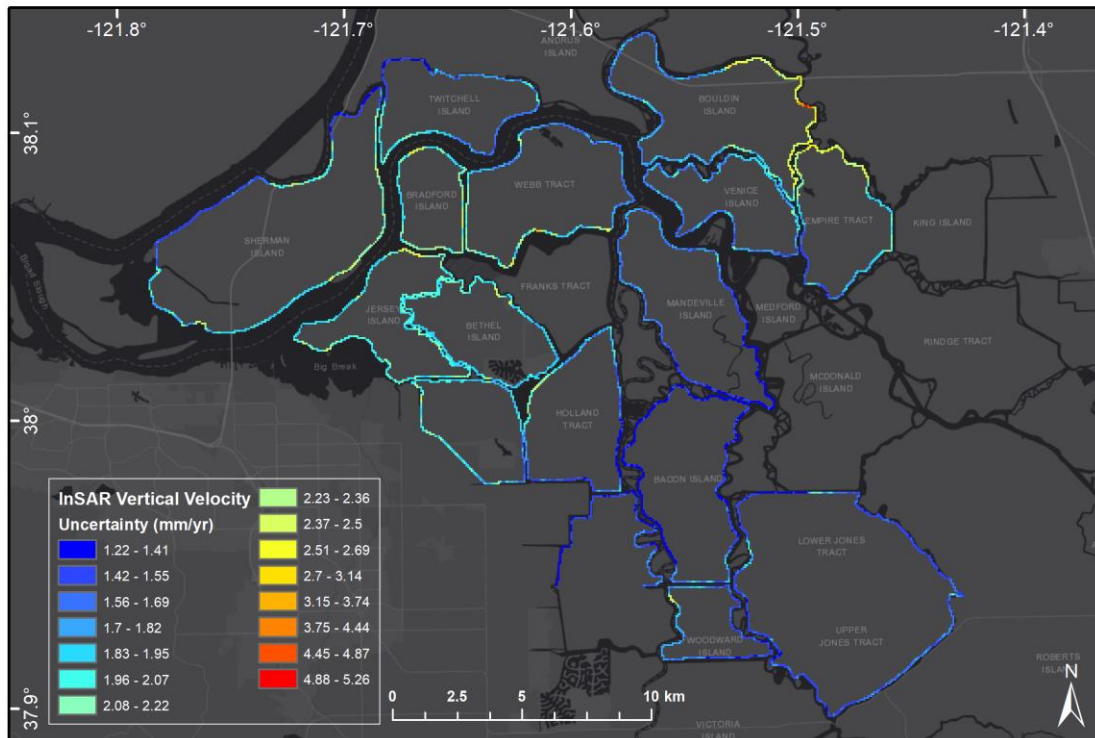 -121.8°
-121.7°
-121.6°
-121.5°
-121.4°
38.1°
38°
37.9°
ANDRUS
ISLAND
TWITCHELL
ISLAND
BOULDIN
ISLAND
WEBB TRACT
BRADFORD
ISLAND
VENICE
ISLAND
EMPIRE TRACT
KING ISLAND
SHERMAN
ISLAND
FRANKS TRACT
JERSEY
ISLAND
BETHEL
ISLAND
MANDEVILLE
ISLAND
MEDFORD
ISLAND
RINDGE TRACT
Broad Slough
Big Break
MCDONALD
ISLAND
HOLLAND
TRACT
BACON ISLAND
LOWER JONES
TRACT
UPPER
JONES TRACT
WOODWARD
ISLAND
ROBERTS
ISLAND
VICTORIA
ISLAND
InSAR Vertical Velocity
Uncertainty (mm/yr)
1.22 - 1.41
1.42 - 1.55
1.56 - 1.69
1.7 - 1.82
1.83 - 1.95
1.96 - 2.07
2.08 - 2.22
2.23 - 2.36
2.37 - 2.5
2.51 - 2.69
2.7 - 3.14
3.15 - 3.74
3.75 - 4.44
4.45 - 4.87
4.88 - 5.26
0 2.5 5 10 km
N